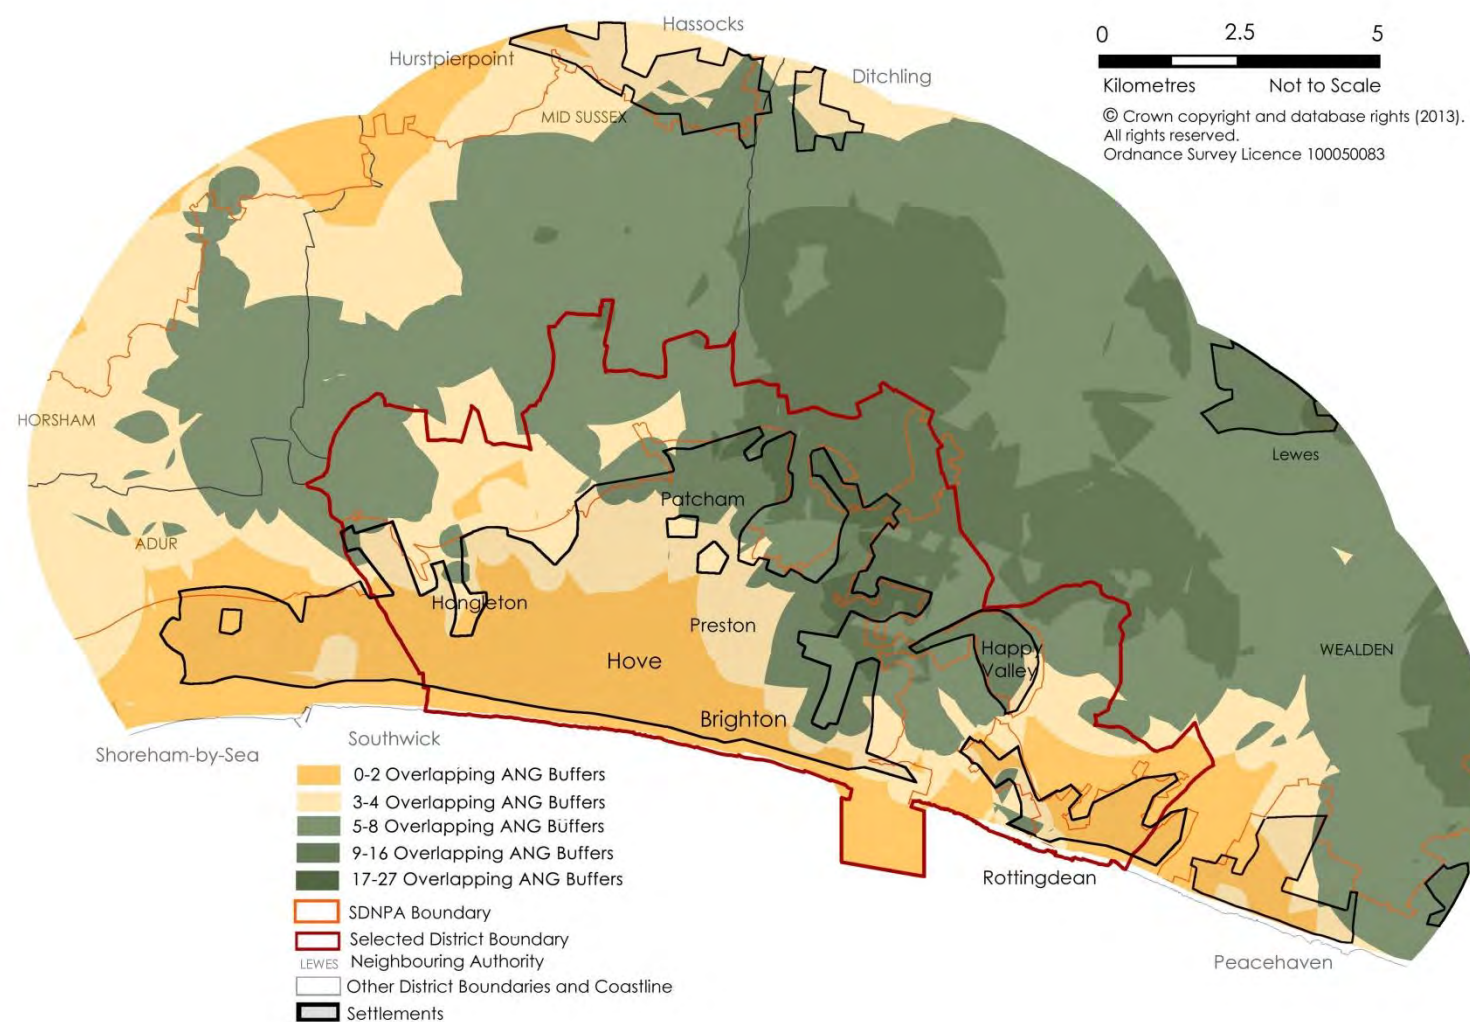 Hassocks
Hurstpierpoint
Ditchling
MID SUSSEX
0 2.5 5
Kilometres Not to Scale
© Crown copyright and database rights (2013).
All rights reserved.
Ordnance Survey Licence 100050083
HORSHAM
Lewes
Patcham
ADUR
Hangleton
Preston
Happy
Valley
WEALDEN
Hove
Brighton
Shoreham-by-Sea
Southwick
0-2 Overlapping ANG Buffers
3-4 Overlapping ANG Buffers
5-8 Overlapping ANG Buffers
9-16 Overlapping ANG Buffers
17-27 Overlapping ANG Buffers
SDNPA Boundary
Selected District Boundary
LEWES Neighbouring Authority
Other District Boundaries and Coastline
Settlements
Rottingdean
Peacehaven